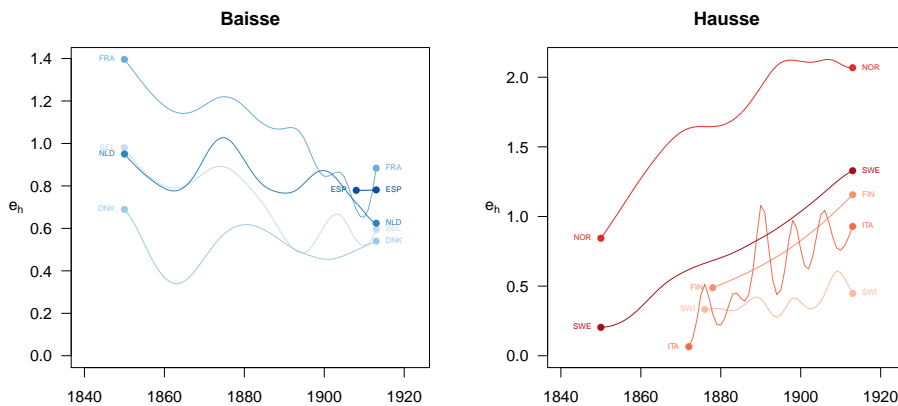 Baisse
Hausse
1.4
1.2
1.0
0.8
0.6
0.4
0.2
0.0
e_h
FRA
BEL
NLD
DNK
ESP
ESP
FRA
NLD
BEL
DNK
1840
1860
1880
1900
1920
2.0
1.5
1.0
0.5
0.0
e_h
NOR
SWE
FIN
SWI
ITA
NOR
SWE
FIN
ITA
SWI
1840
1860
1880
1900
1920